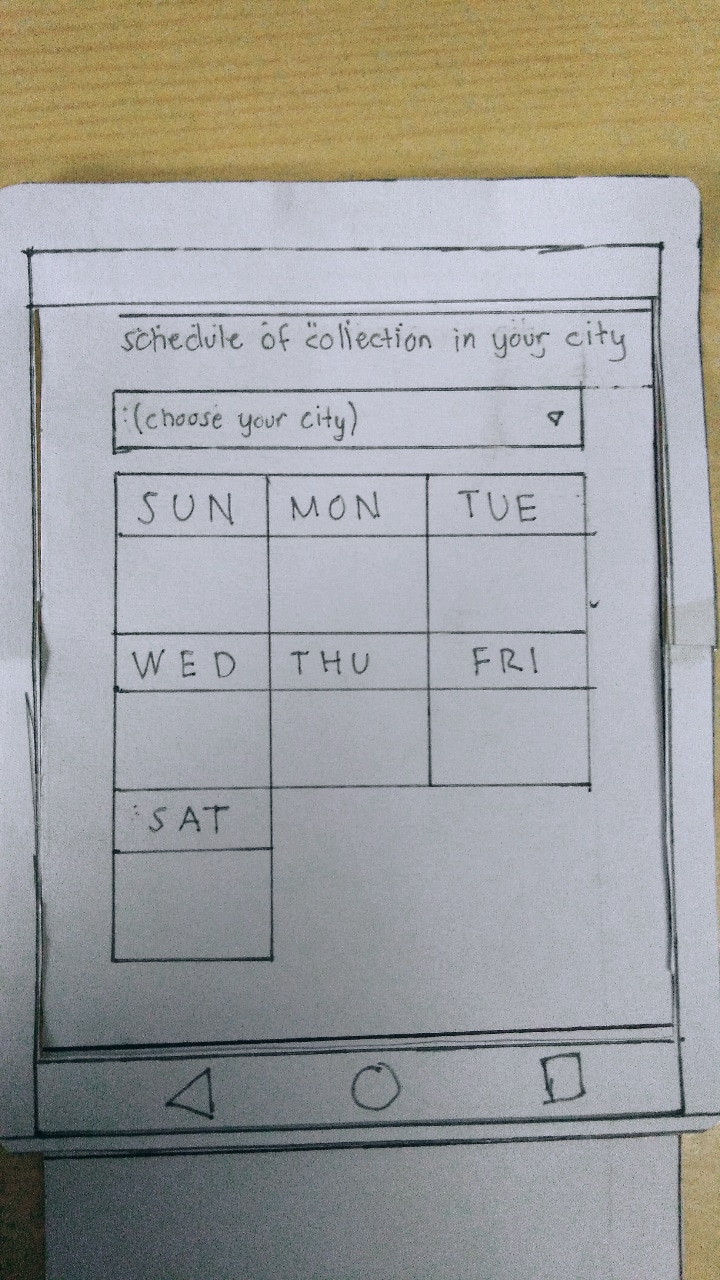 schedule of collection in your city
(choose your city)
SUN MON TUE
WED THU FRI
SAT